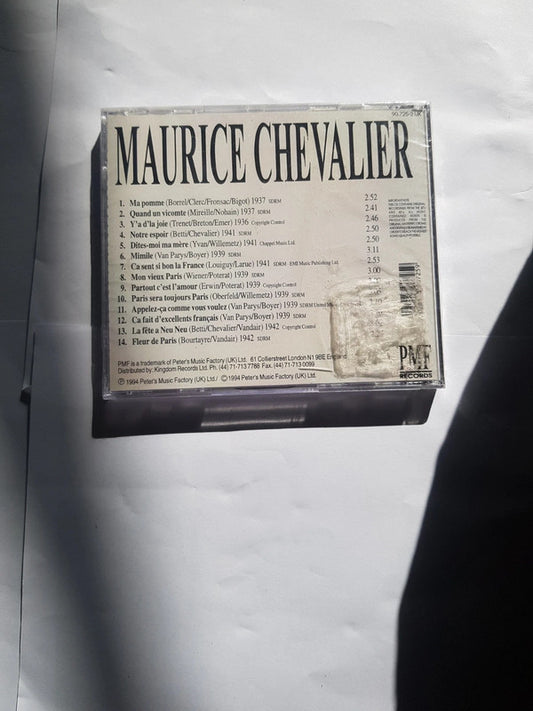 90.725-2UK
MAURICE CHEVALIER
1. Ma pomme (Borrel/Clerc/Fronsac/Bigot) 1937 SDRM 2.52
2. Quand un vicomte (Mireille/Nohain) 1937 SDRM 2.41
3. Y'a d'la joie (Trenet/Breton/Emer) 1936 Copyright Control 2.46
4. Notre espoir (Betti/Chevalier) 1941 SDRM 2.50
5. Dites-moi ma mère (Yvan/Willemetz) 1941 Chappel Music Ltd. 2.50
6. Mimile (Van Parys/Boyer) 1939 SDRM 3.11
7. Ca sent si bon la France (Louiguy/Larue) 1941 SDRM - EMI Music Publishing Ltd. 2.53
8. Mon vieux Paris (Wiener/Poterat) 1939 SDRM 3.00
9. Partout c'est l'amour (Erwin/Poterat) 1939 Copyright Control
10. Paris sera toujours Paris (Oberfeld/Willemetz) 1939 SDRM
11. Appelez-ça comme vous voulez (Van Parys/Boyer) 1939 SDRM/United Music
12. Ca fait d'excellents français (Van Parys/Boyer) 1939 SDRM
13. La fête a Neu Neu (Betti/Chevalier/Vandair) 1942 Copyright Control
14. Fleur de Paris (Bourtayre/Vandair) 1942 SDRM
PMF is a trademark of Peter's Music Factory (UK) Ltd. 61 Collierstreet London N1 9BE England
Distributed by: Kingdom Records Ltd. Ph. (44) 71-713 7788 Fax. (44) 71-713 0099
Ⓟ 1994 Peter's Music Factory (UK) Ltd / © 1994 Peter's Music Factory (UK) Ltd.
PMF
RECORDS